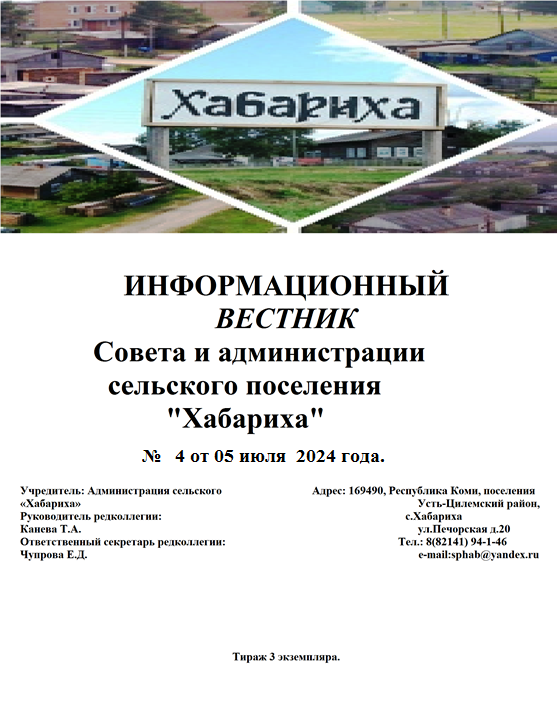 Хабариха
ИНФОРМАЦИОННЫЙ
ВЕСТНИК
Совета и администрации
сельского поселения
"Хабариха"
№ 4 от 05 июля 2024 года.
Учредитель: Администрация сельского Адрес: 169490, Республика Коми, поселения
«Хабариха» Усть-Цилемский район,
Руководитель редколлегии: с.Хабариха
Канева Т.А. ул.Печорская д.20
Ответственный секретарь редколлегии: Тел.: 8(82141) 94-1-46
Чупрова Е.Д. e-mail:sphab@yandex.ru
Тираж 3 экземпляра.